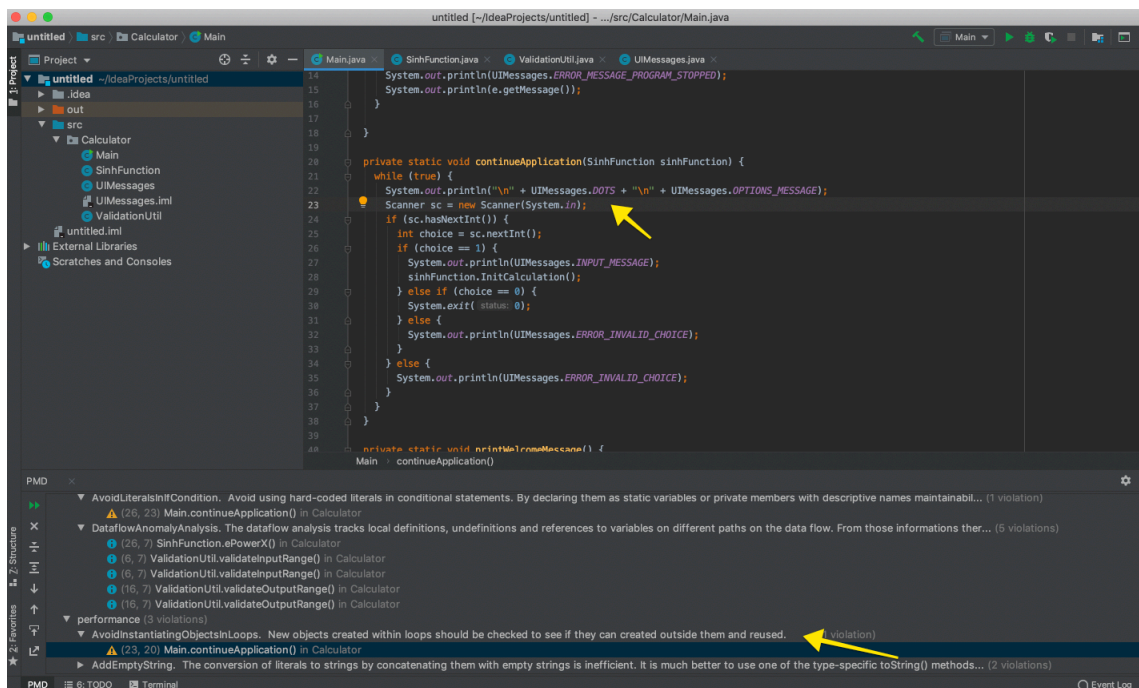 untitled [~/IdeaProjects/untitled] - .../src/Calculator/Main.java
untitled src Calculator Main
Main
1: Project
Project
untitled ~/IdeaProjects/untitled
.idea
out
src
Calculator
Main
SinhFunction
UIMessages
UIMessages.iml
ValidationUtil
untitled.iml
External Libraries
Scratches and Consoles
Main.java SinhFunction.java ValidationUtil.java UIMessages.java
14 System.out.println(UIMessages.ERROR_MESSAGE_PROGRAM_STOPPED);
15 System.out.println(e.getMessage());
16 }
17
18 }
19
20 private static void continueApplication(SinhFunction sinhFunction) {
21 while (true) {
22 System.out.println("\n" + UIMessages.DOTS + "\n" + UIMessages.OPTIONS_MESSAGE);
23 Scanner sc = new Scanner(System.in);
24 if (sc.hasNextInt()) {
25 int choice = sc.nextInt();
26 if (choice == 1) {
27 System.out.println(UIMessages.INPUT_MESSAGE);
28 sinhFunction.InitCalculation();
29 } else if (choice == 0) {
30 System.exit( status: 0);
31 } else {
32 System.out.println(UIMessages.ERROR_INVALID_CHOICE);
33 }
34 } else {
35 System.out.println(UIMessages.ERROR_INVALID_CHOICE);
36 }
37 }
38 }
39
40 private static void printWelcomeMessage() {
Main › continueApplication()
PMD
AvoidLiteralsInIfCondition. Avoid using hard-coded literals in conditional statements. By declaring them as static variables or private members with descriptive names maintainabil... (1 violation)
(26, 23) Main.continueApplication() in Calculator
DataflowAnomalyAnalysis. The dataflow analysis tracks local definitions, undefinitions and references to variables on different paths on the data flow. From those informations ther... (5 violations)
(26, 7) SinhFunction.ePowerX() in Calculator
(6, 7) ValidationUtil.validateInputRange() in Calculator
(6, 7) ValidationUtil.validateInputRange() in Calculator
(16, 7) ValidationUtil.validateOutputRange() in Calculator
(16, 7) ValidationUtil.validateOutputRange() in Calculator
performance (3 violations)
AvoidInstantiatingObjectsInLoops. New objects created within loops should be checked to see if they can created outside them and reused. violation)
(23, 20) Main.continueApplication() in Calculator
AddEmptyString. The conversion of literals to strings by concatenating them with empty strings is inefficient. It is much better to use one of the type-specific toString() methods... (2 violations)
Z: Structure
2: Favorites
PMD 6: TODO Terminal
Event Log